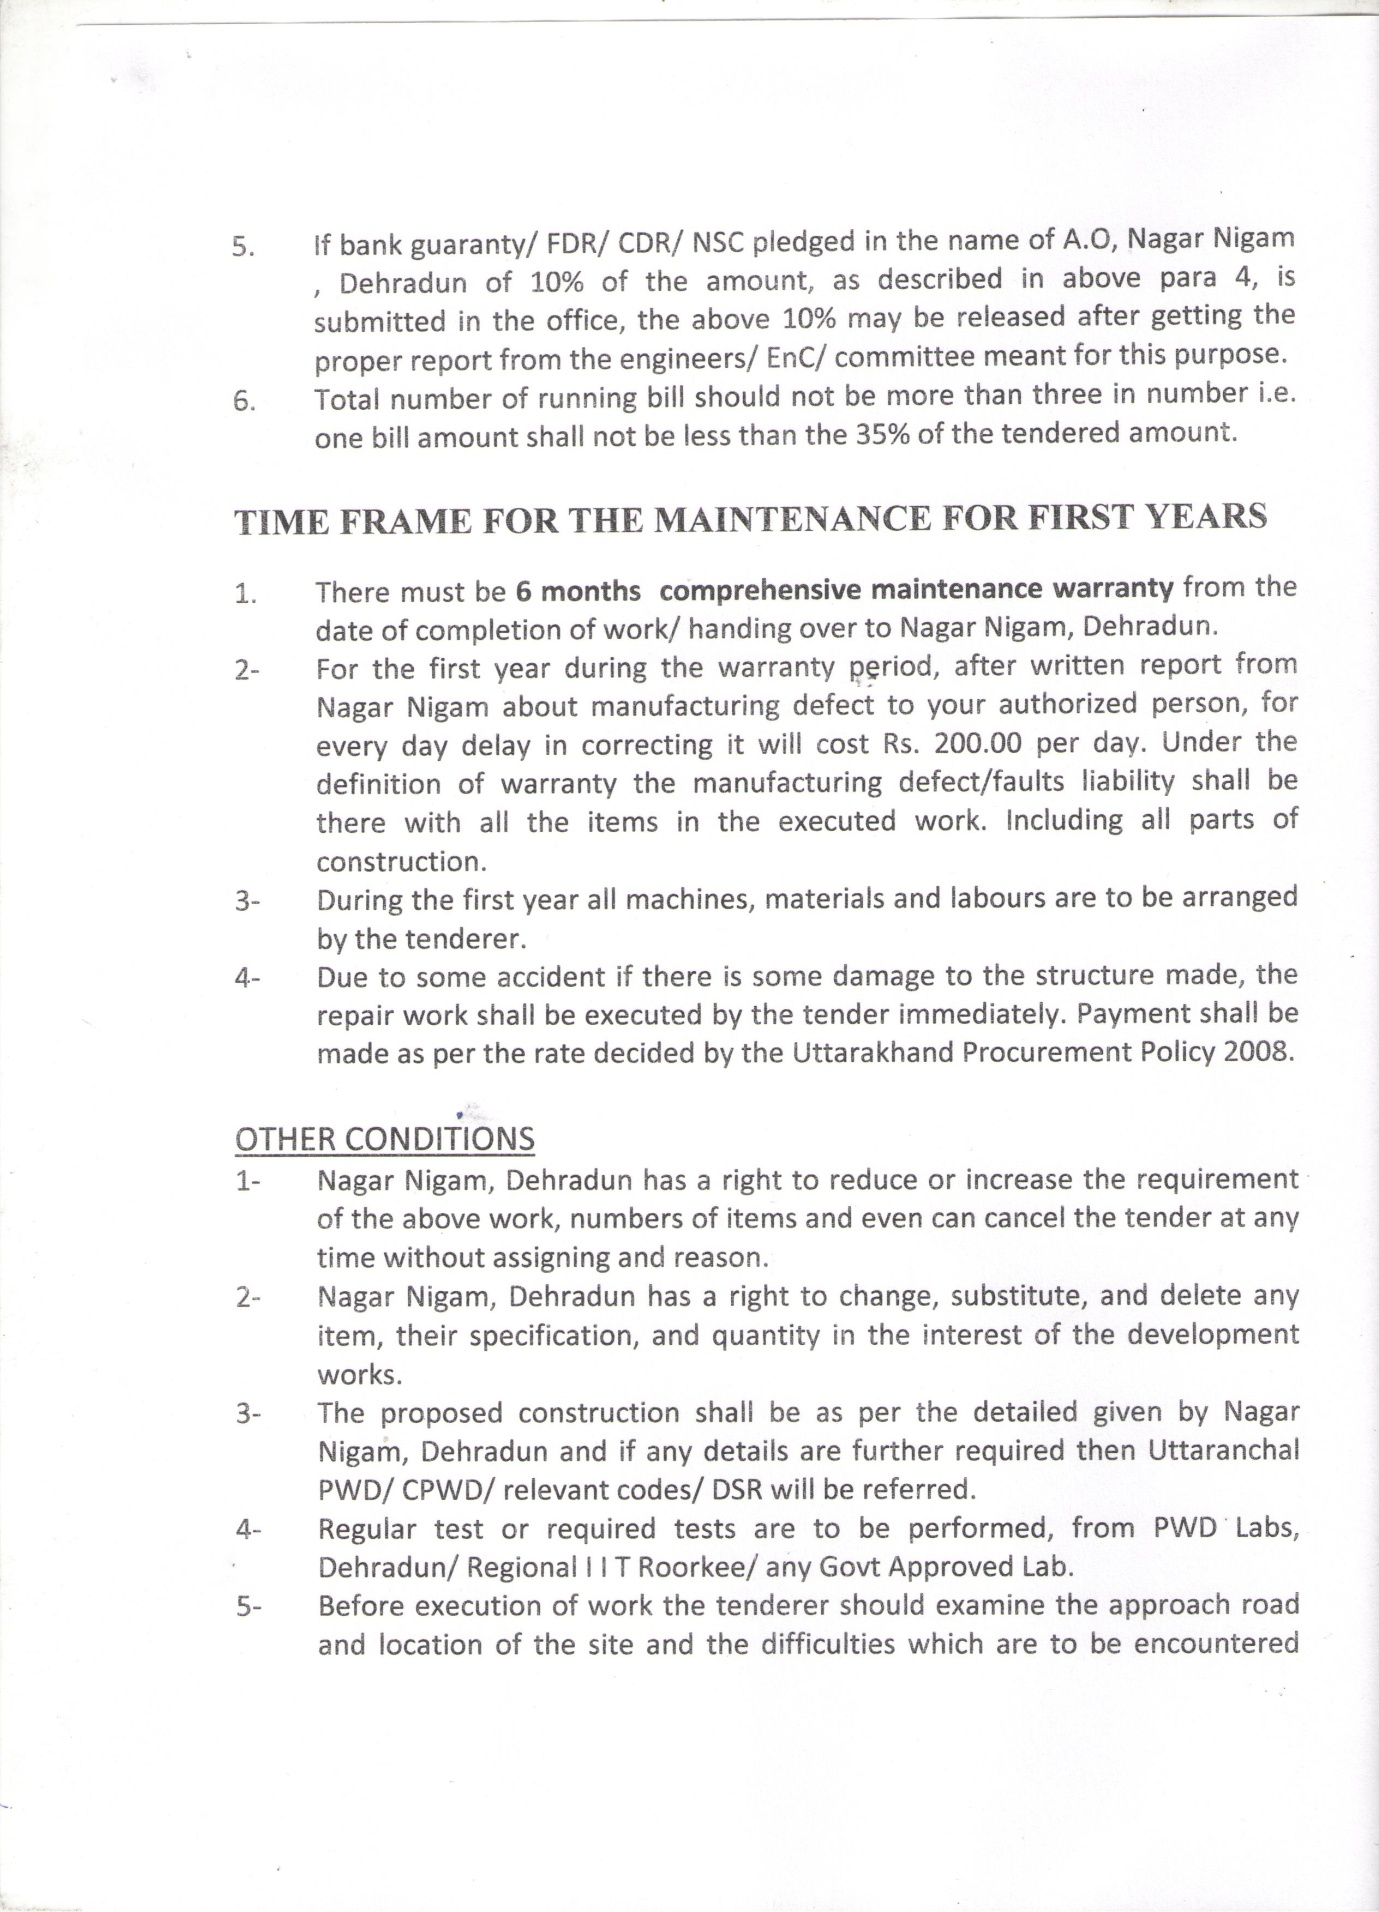 5. If bank guaranty/ FDR/ CDR/ NSC pledged in the name of A.O, Nagar Nigam
, Dehradun of 10% of the amount, as described in above para 4, is
submitted in the office, the above 10% may be released after getting the
proper report from the engineers/ EnC/ committee meant for this purpose.
6. Total number of running bill should not be more than three in number i.e.
one bill amount shall not be less than the 35% of the tendered amount.
TIME FRAME FOR THE MAINTENANCE FOR FIRST YEARS
1. There must be 6 months comprehensive maintenance warranty from the
date of completion of work/ handing over to Nagar Nigam, Dehradun.
2- For the first year during the warranty period, after written report from
Nagar Nigam about manufacturing defect to your authorized person, for
every day delay in correcting it will cost Rs. 200.00 per day. Under the
definition of warranty the manufacturing defect/faults liability shall be
there with all the items in the executed work. Including all parts of
construction.
3- During the first year all machines, materials and labours are to be arranged
by the tenderer.
4- Due to some accident if there is some damage to the structure made, the
repair work shall be executed by the tender immediately. Payment shall be
made as per the rate decided by the Uttarakhand Procurement Policy 2008.
OTHER CONDITIONS
1- Nagar Nigam, Dehradun has a right to reduce or increase the requirement
of the above work, numbers of items and even can cancel the tender at any
time without assigning and reason.
2- Nagar Nigam, Dehradun has a right to change, substitute, and delete any
item, their specification, and quantity in the interest of the development
works.
3- The proposed construction shall be as per the detailed given by Nagar
Nigam, Dehradun and if any details are further required then Uttaranchal
PWD/ CPWD/ relevant codes/ DSR will be referred.
4- Regular test or required tests are to be performed, from PWD Labs,
Dehradun/ Regional I I T Roorkee/ any Govt Approved Lab.
5- Before execution of work the tenderer should examine the approach road
and location of the site and the difficulties which are to be encountered